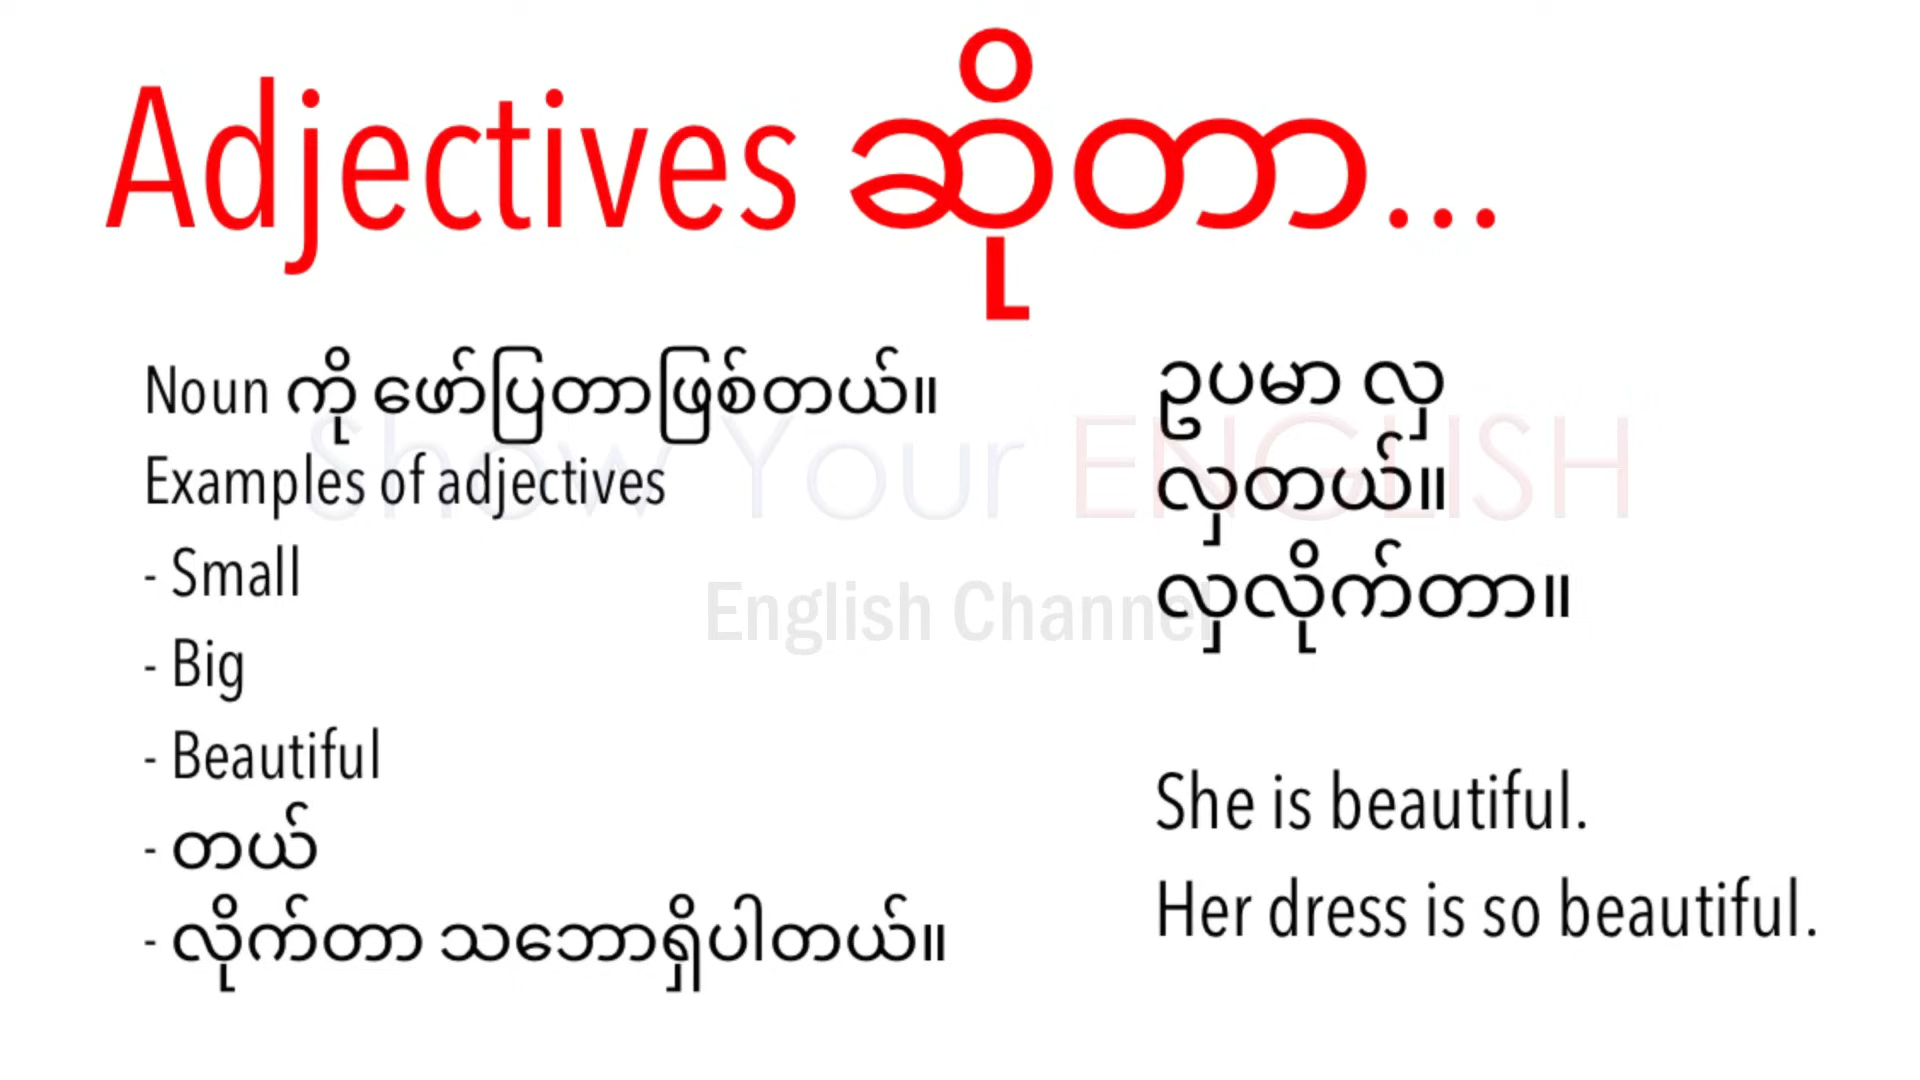 Adjectives ဆိုတာ...
Noun ကို ဖော်ပြတာဖြစ်တယ်။
Examples of adjectives
- Small
- Big
- Beautiful
- တယ်
- လိုက်တာ သဘောရှိပါတယ်။
ဥပမာ လှ
လှတယ်။
လှလိုက်တာ။
She is beautiful.
Her dress is so beautiful.
Show Your ENGLISH
English Channel